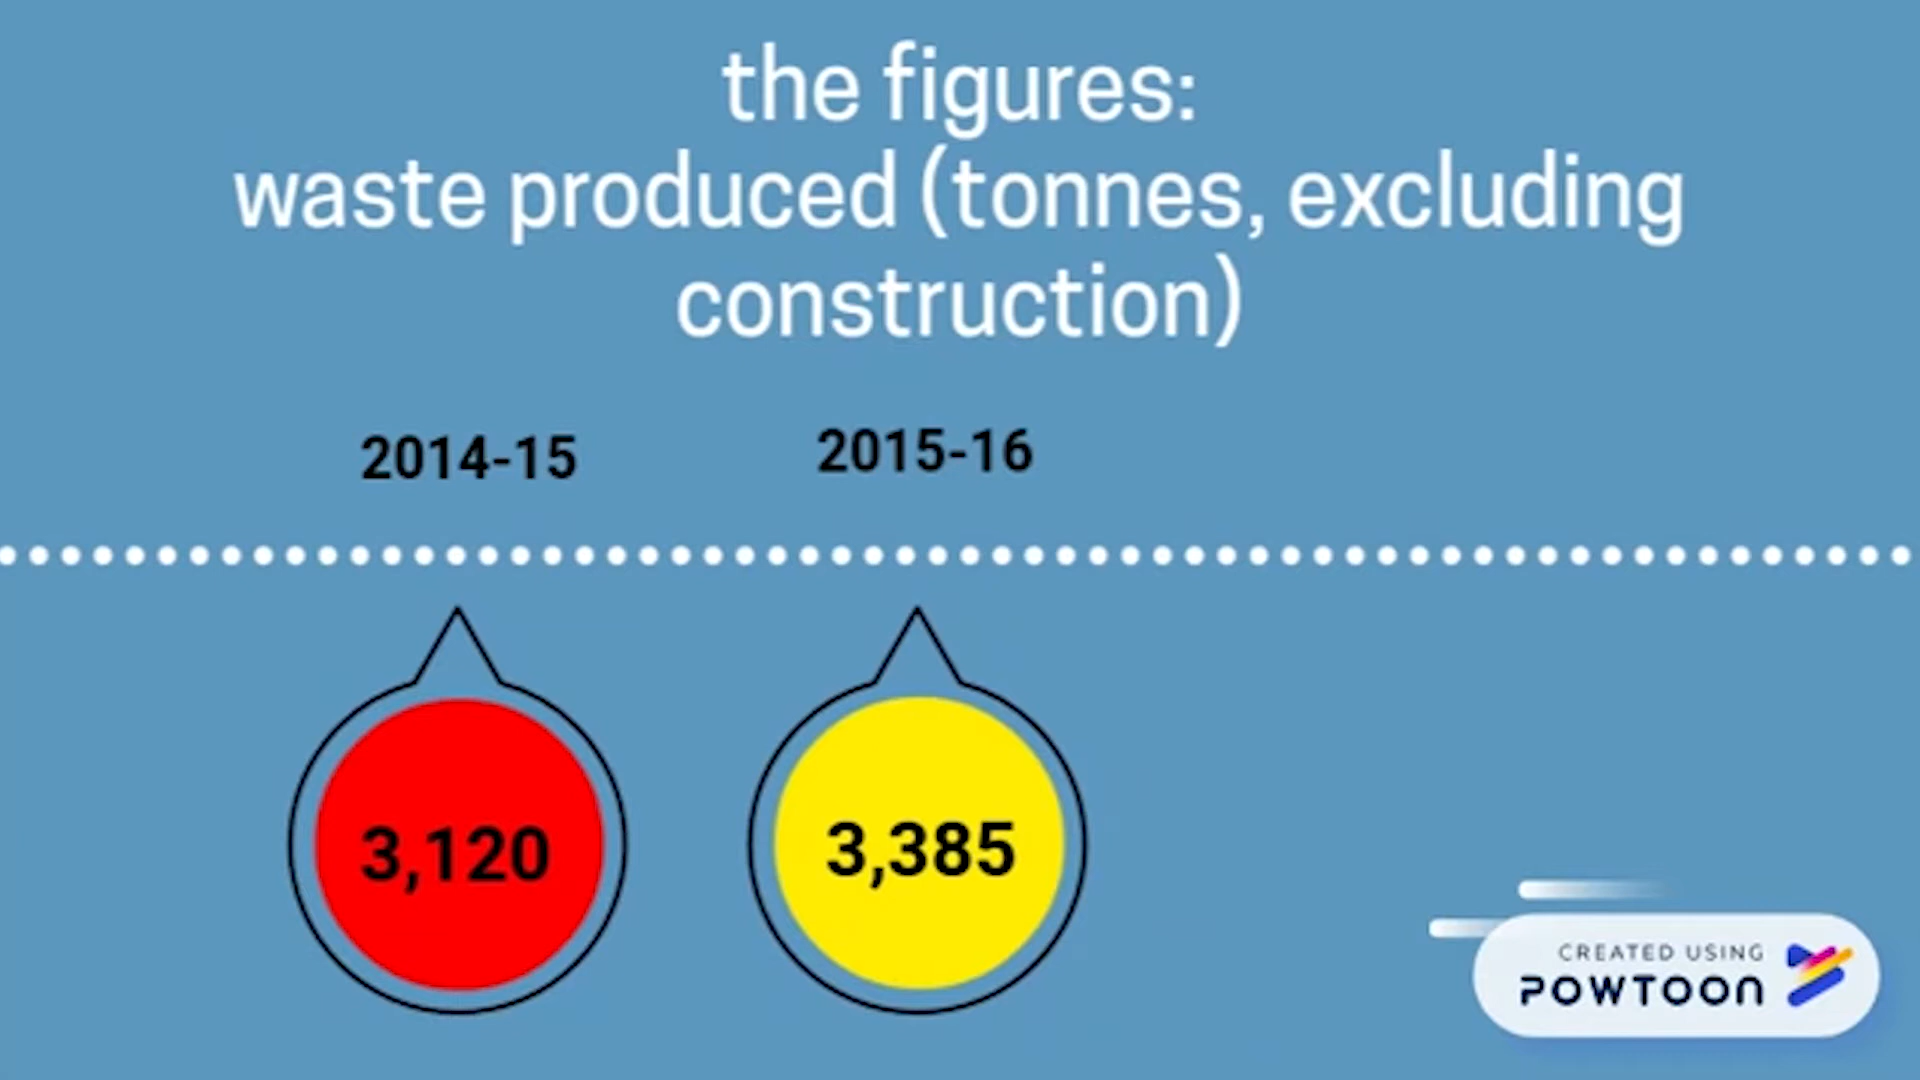 the figures:
waste produced (tonnes, excluding
construction)
2014-15
2015-16
3,120
3,385
CREATED USING
POWTOON